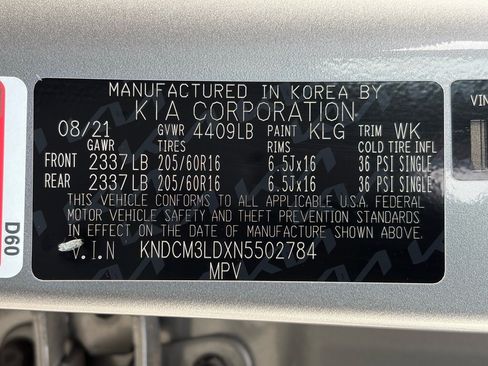 MANUFACTURED IN KOREA BY
KIA CORPORATION
08/21 GVWR 4409LB PAINT KLG TRIM WK
GAWR TIRES RIMS COLD TIRE INFL
FRONT 2337LB 205/60R16 6.5Jx16 36 PSI SINGLE
REAR 2337LB 205/60R16 6.5Jx16 36 PSI SINGLE
THIS VEHICLE CONFORMS TO ALL APPLICABLE U.S.A. FEDERAL
MOTOR VEHICLE SAFETY AND THEFT PREVENTION STANDARDS
IN EFFECT ON THE DATE OF MANUFACTURE SHOWN ABOVE.
V.I.N KNDCM3LDXN5502784
MPV
D60
VIN